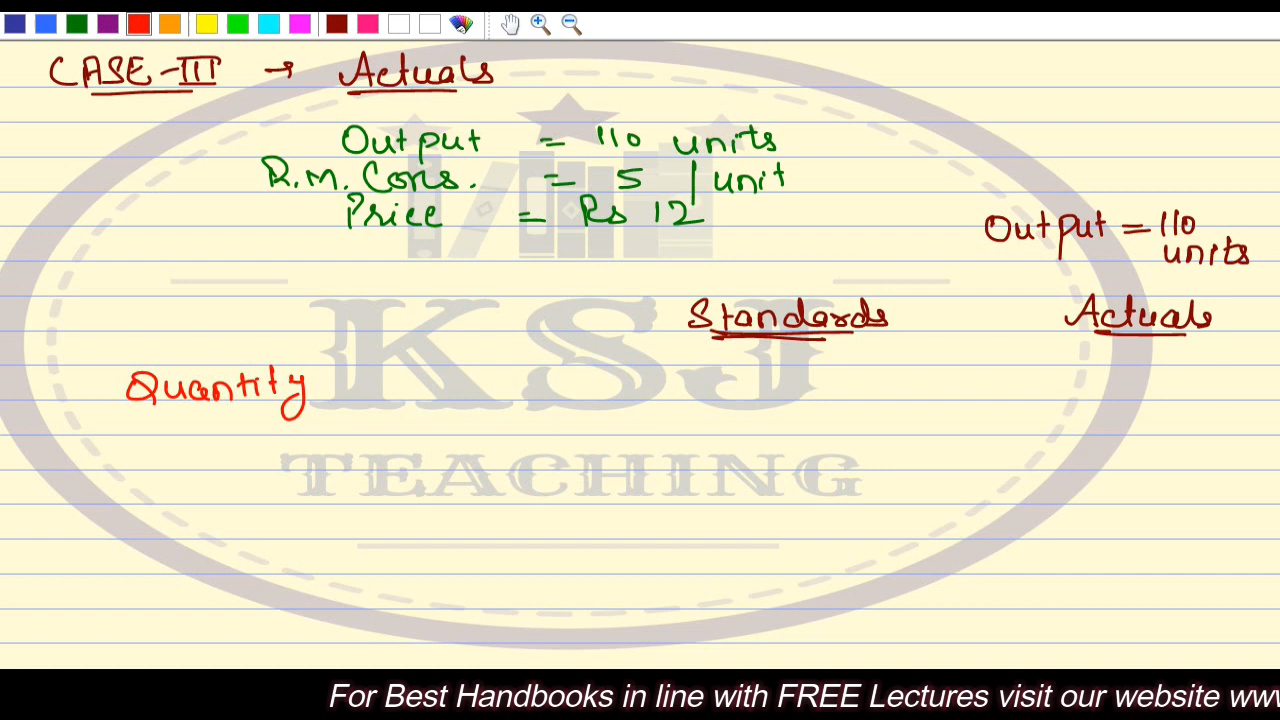 CASE-III → Actuals
Output = 110 units
R.m. Cons. = 5 / unit
Price = Rs 12
Output = 110
units
Standards Actuals
Quantity
KSJ
TEACHING
For Best Handbooks in line with FREE Lectures visit our website ww